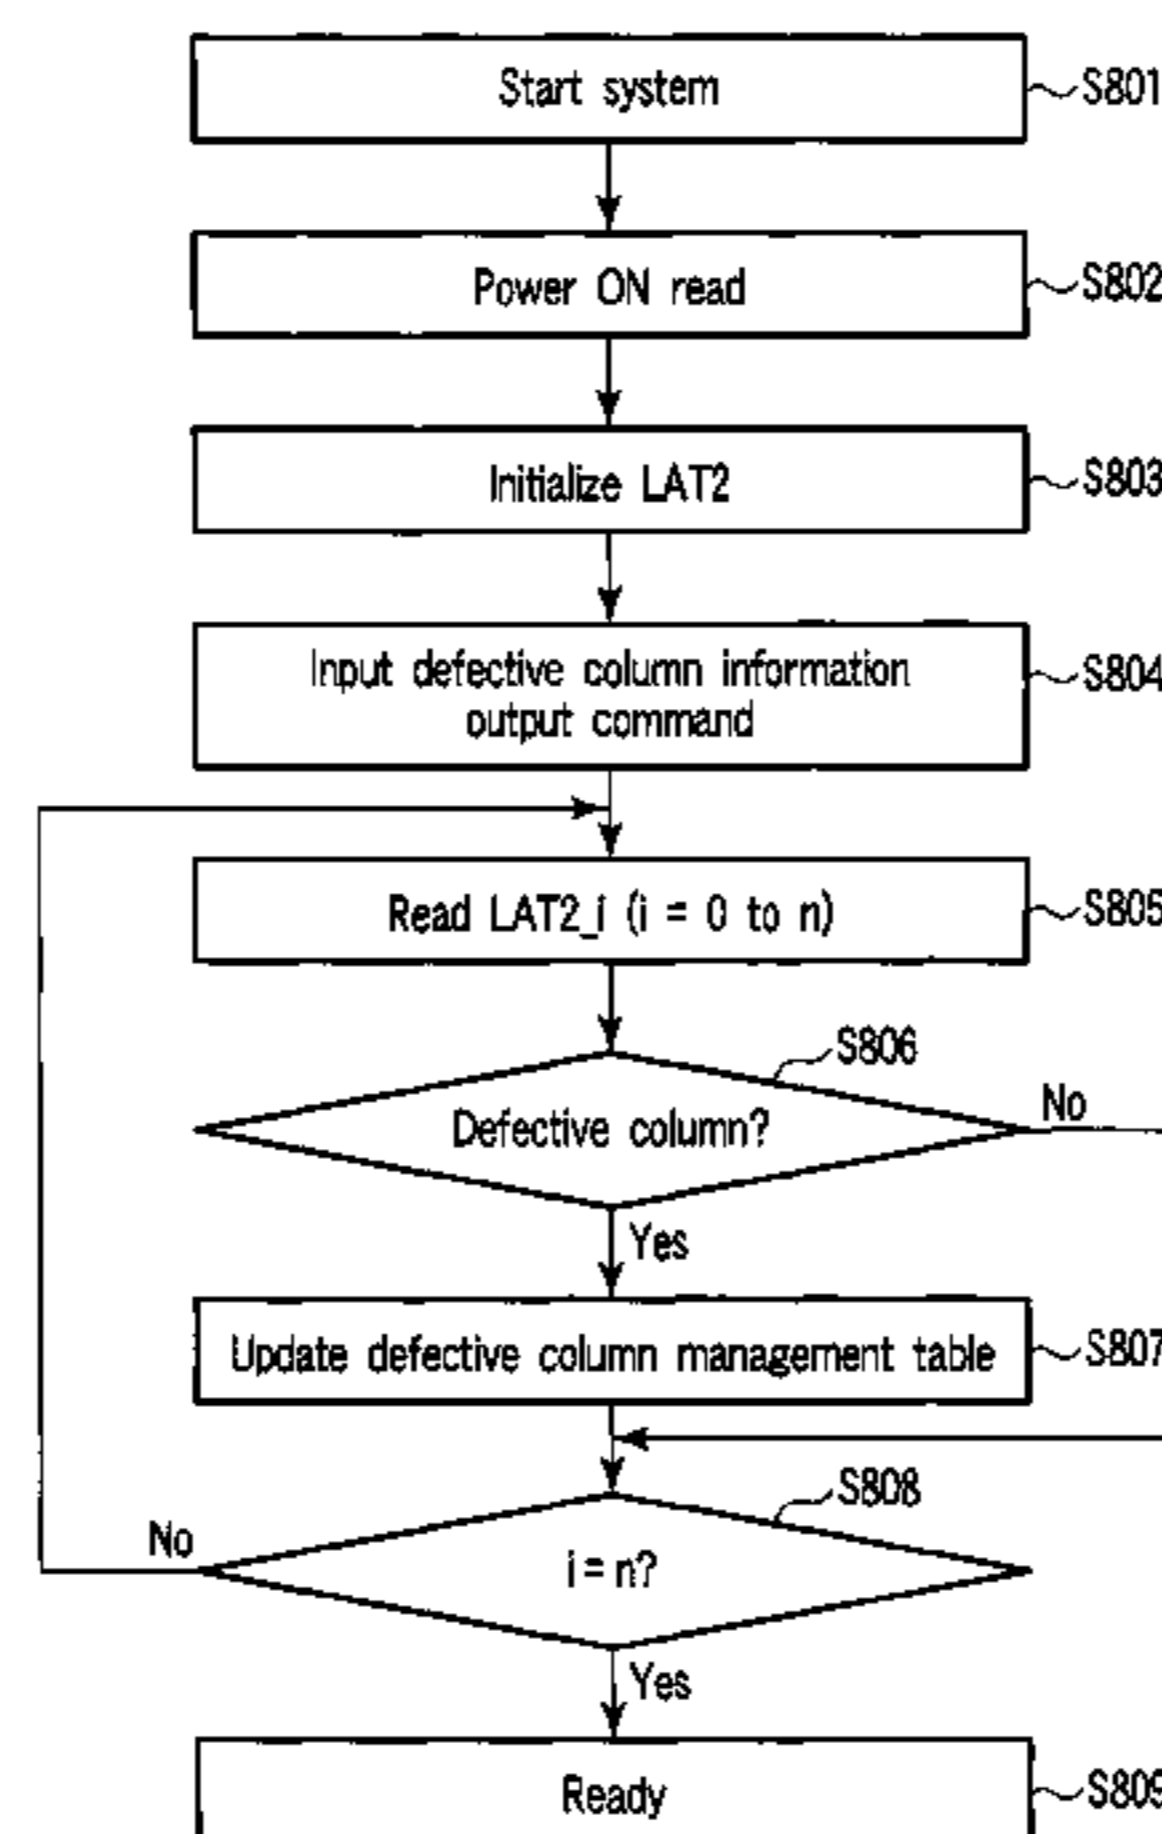 Start system
S801
Power ON read
S802
Initialize LAT2
S803
Input defective column information
output command
S804
Read LAT2_i (i = 0 to n)
S805
S806
Defective column?
No
Yes
Update defective column management table
S807
S808
No
i = n?
Yes
Ready
S809